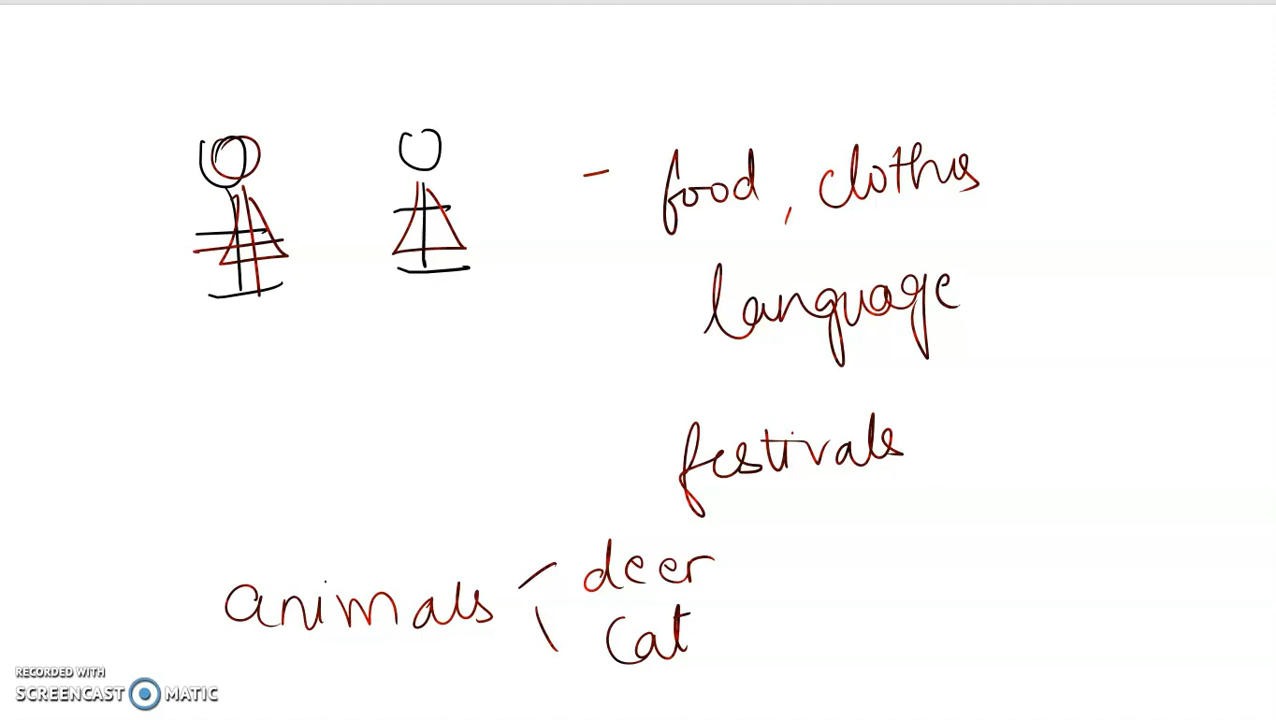 - food, clothes
language
festivals
animals deer
cat
RECORDED WITH
SCREENCAST MATIC